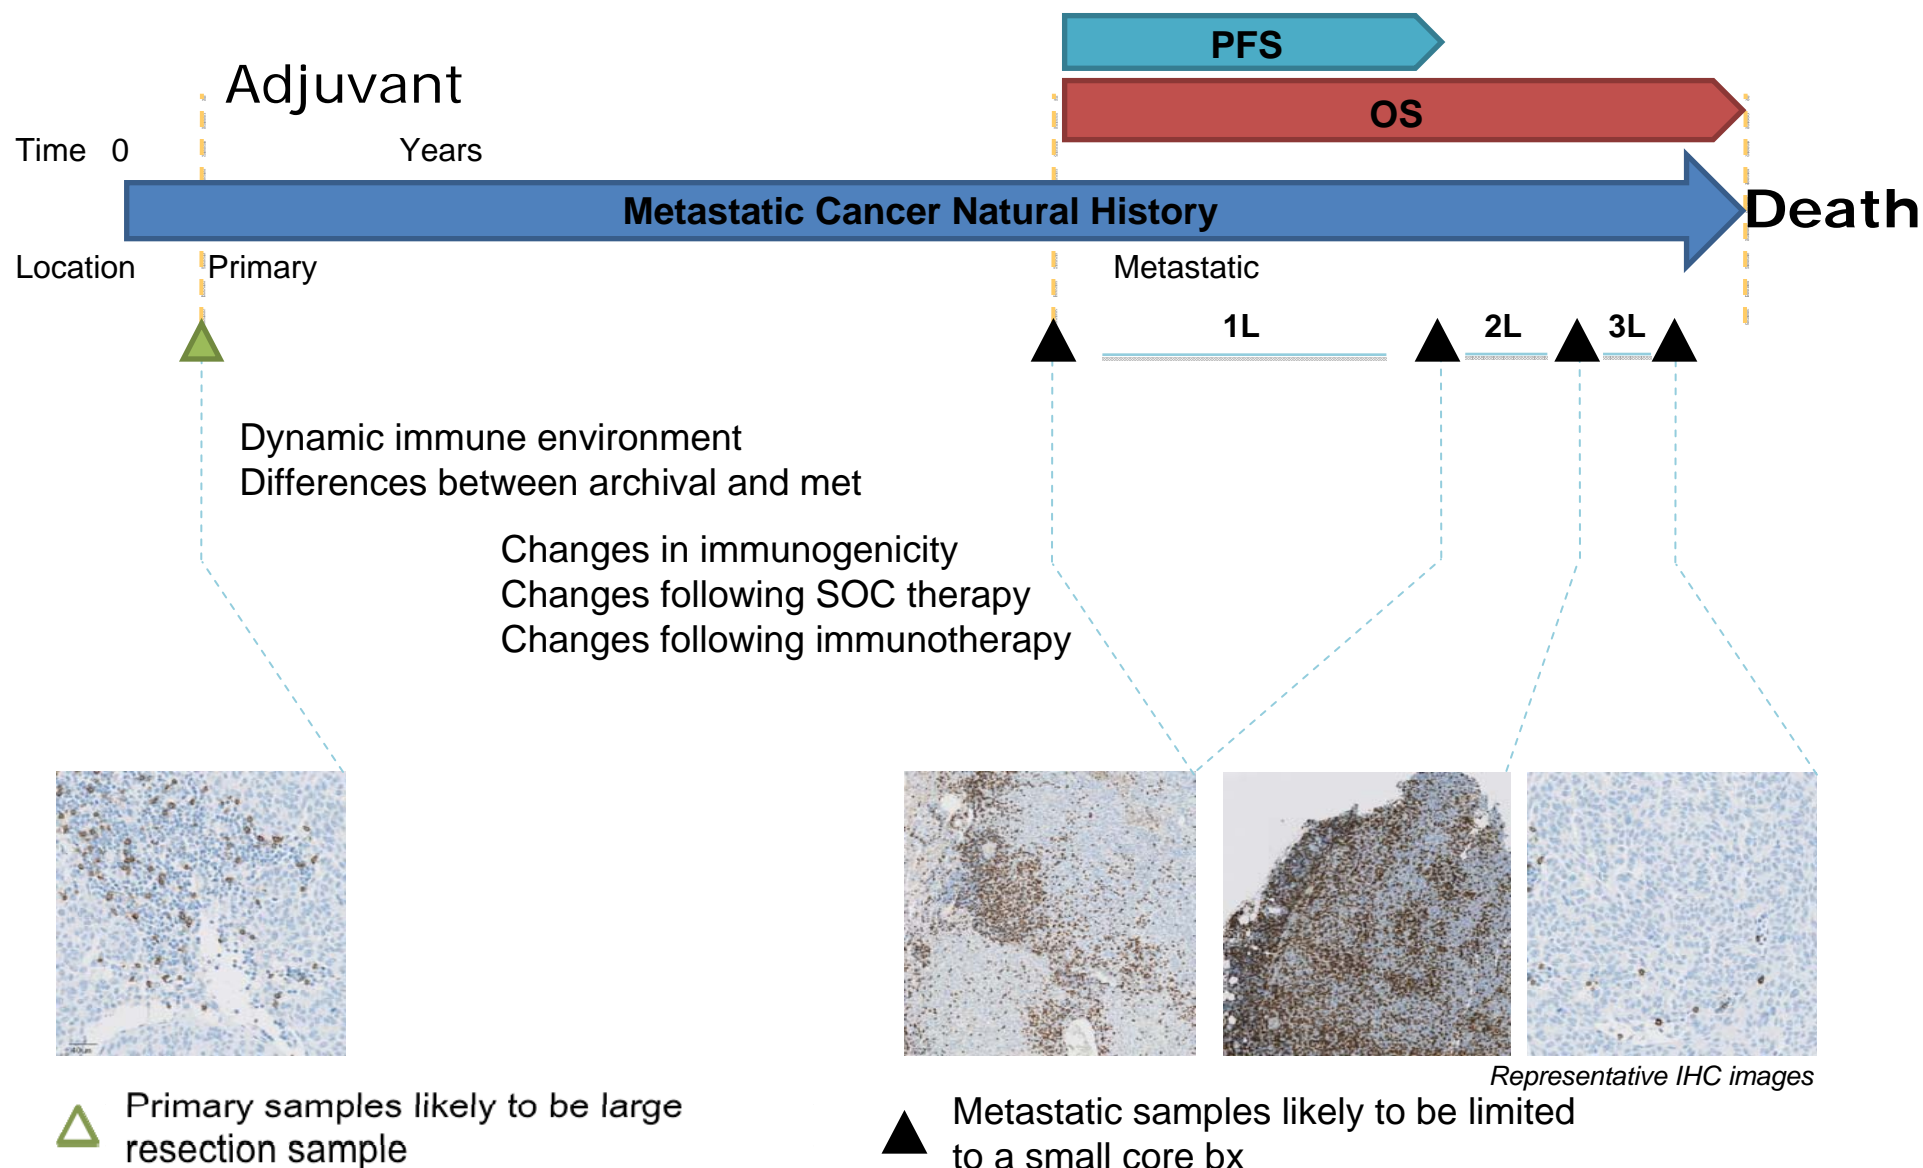 PFS
Adjuvant
OS
Time 0
Years
Metastatic Cancer Natural History
Death
Location
Primary
Metastatic
1L
2L
3L
Dynamic immune environment
Differences between archival and met
Changes in immunogenicity
Changes following SOC therapy
Changes following immunotherapy
Representative IHC images
Primary samples likely to be large
resection sample
Metastatic samples likely to be limited
to a small core bx